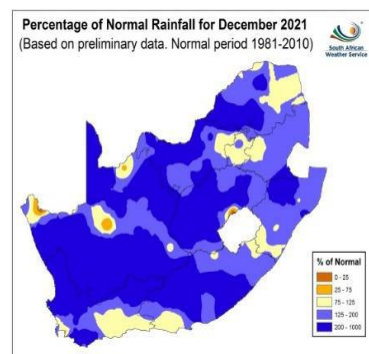 Percentage of Normal Rainfall for December 2021
(Based on preliminary data. Normal period 1981-2010)
South African
Weather Service
% of Normal
0 - 25
25 - 75
75 - 125
125 - 200
200 - 1000